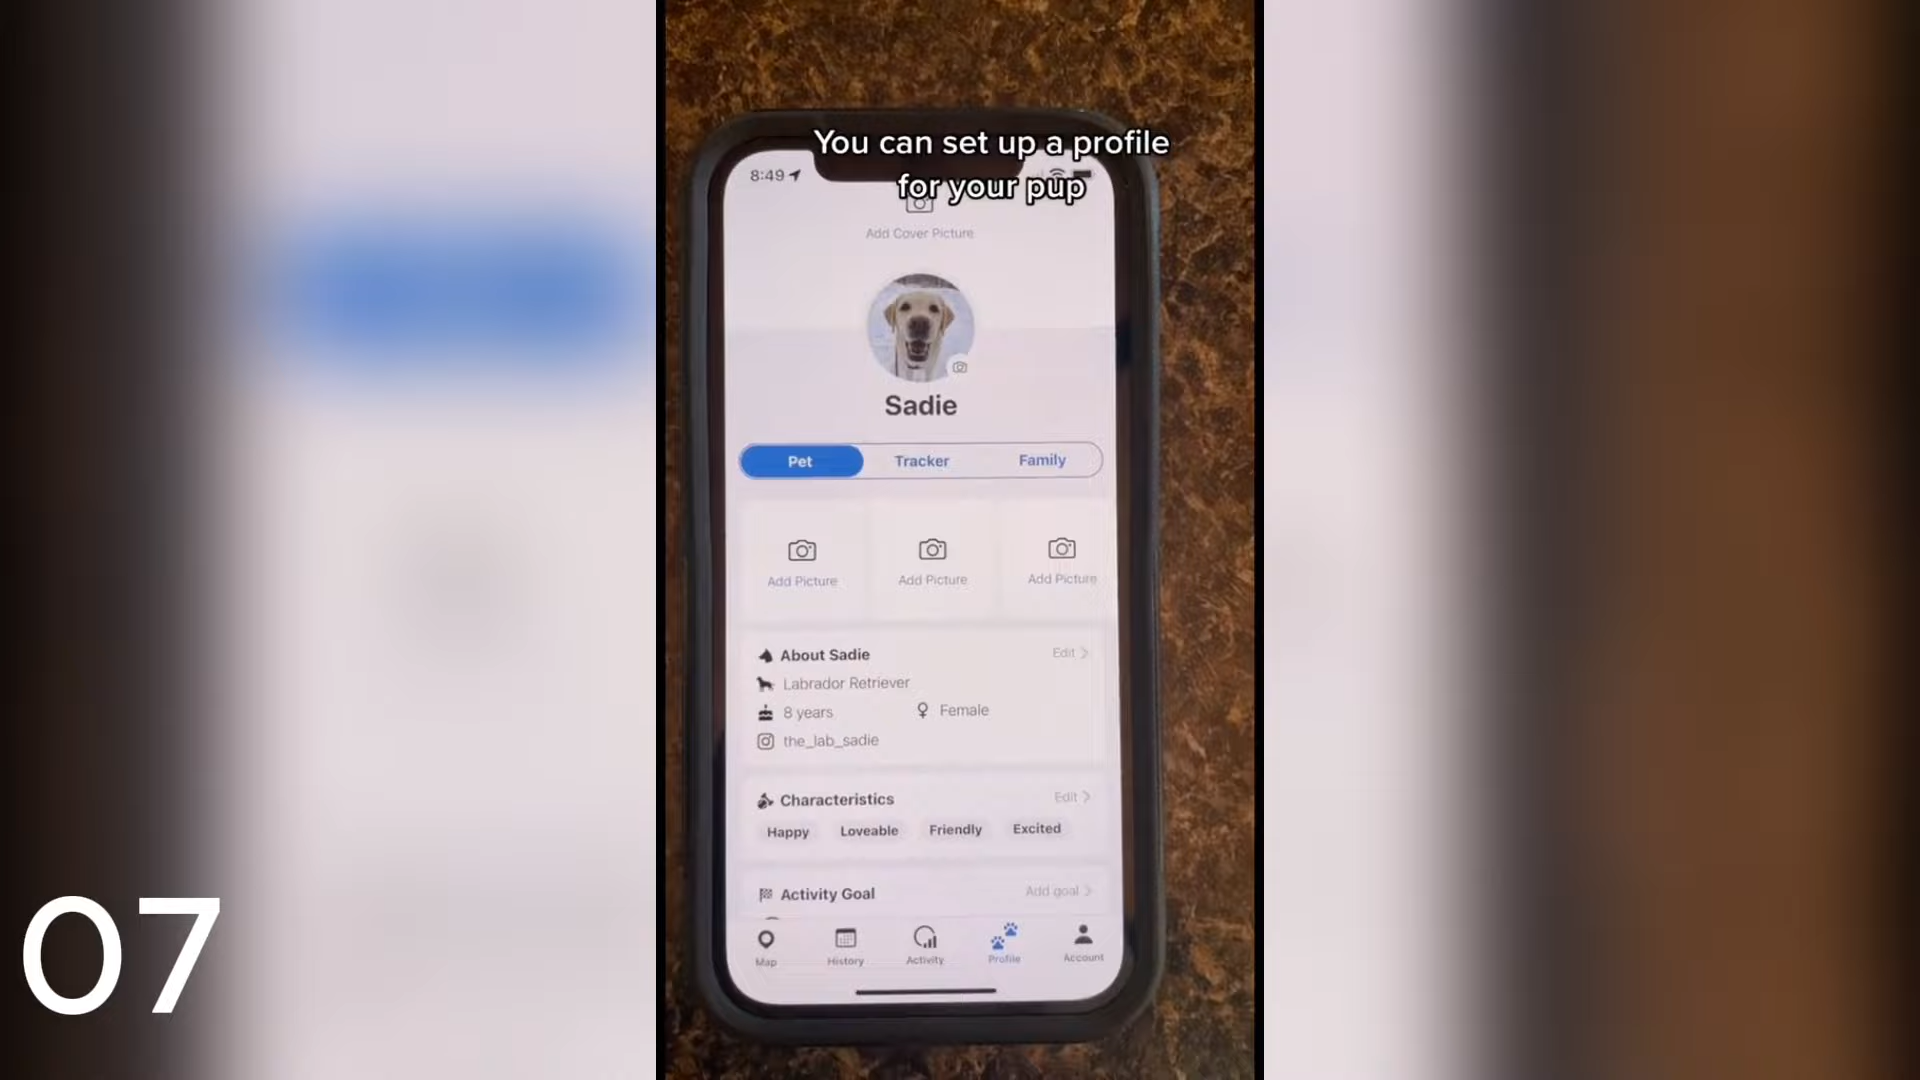 You can set up a profile
for your pup
8:49
Add Cover Picture
Sadie
Pet Tracker Family
Add Picture Add Picture Add Picture
About Sadie Edit
Labrador Retriever
8 years Female
the_lab_sadie
Characteristics Edit
Happy Loveable Friendly Excited
Activity Goal Add goal
Map History Activity Profile Account
07